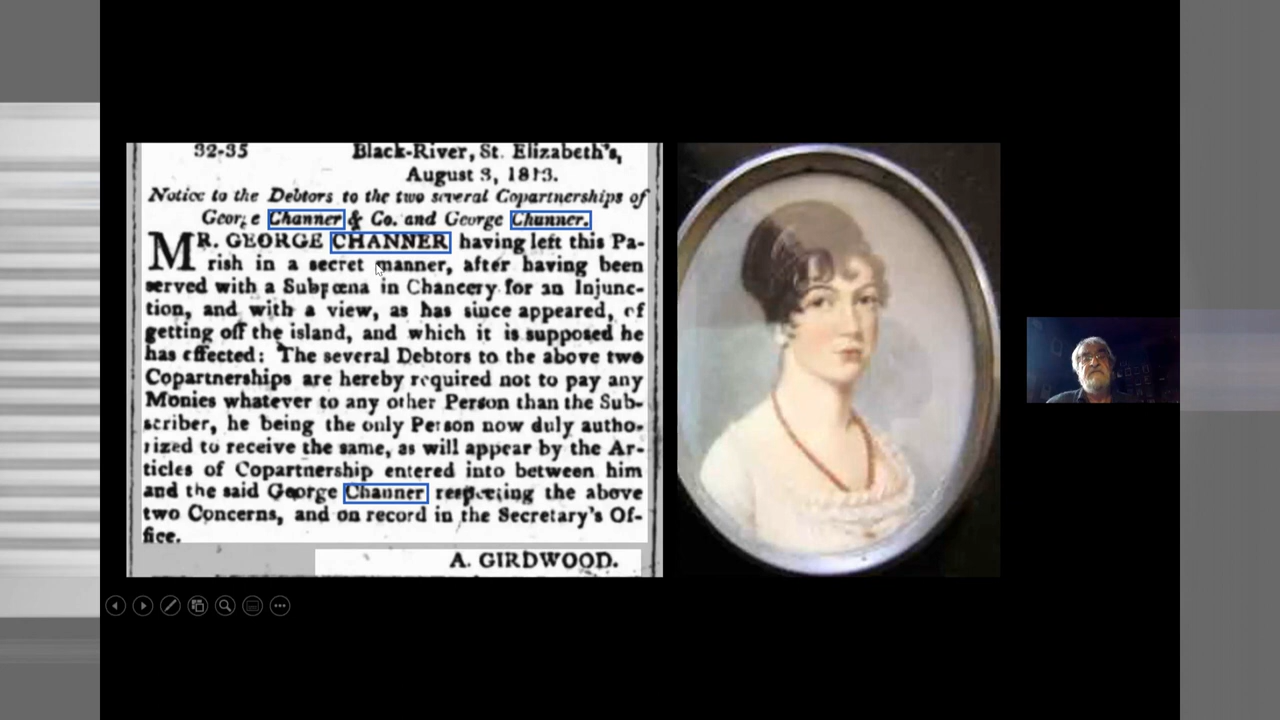 32-35 Black-River, St. Elizabeth's,
August 3, 1813.
Notice to the Debtors to the two several Copartnerships of
George Channer & Co. and George Channer.
MR. GEORGE CHANNER having left this Pa-
rish in a secret manner, after having been
served with a Subpœna in Chancery for an Injunc-
tion, and with a view, as has since appeared, of
getting off the island, and which it is supposed he
has effected: The several Debtors to the above two
Copartnerships are hereby required not to pay any
Monies whatever to any other Person than the Sub-
scriber, he being the only Person now duly autho-
rized to receive the same, as will appear by the Ar-
ticles of Copartnership entered into between him
and the said George Channer respecting the above
two Concerns, and on record in the Secretary's Of-
fice.
A. GIRDWOOD.